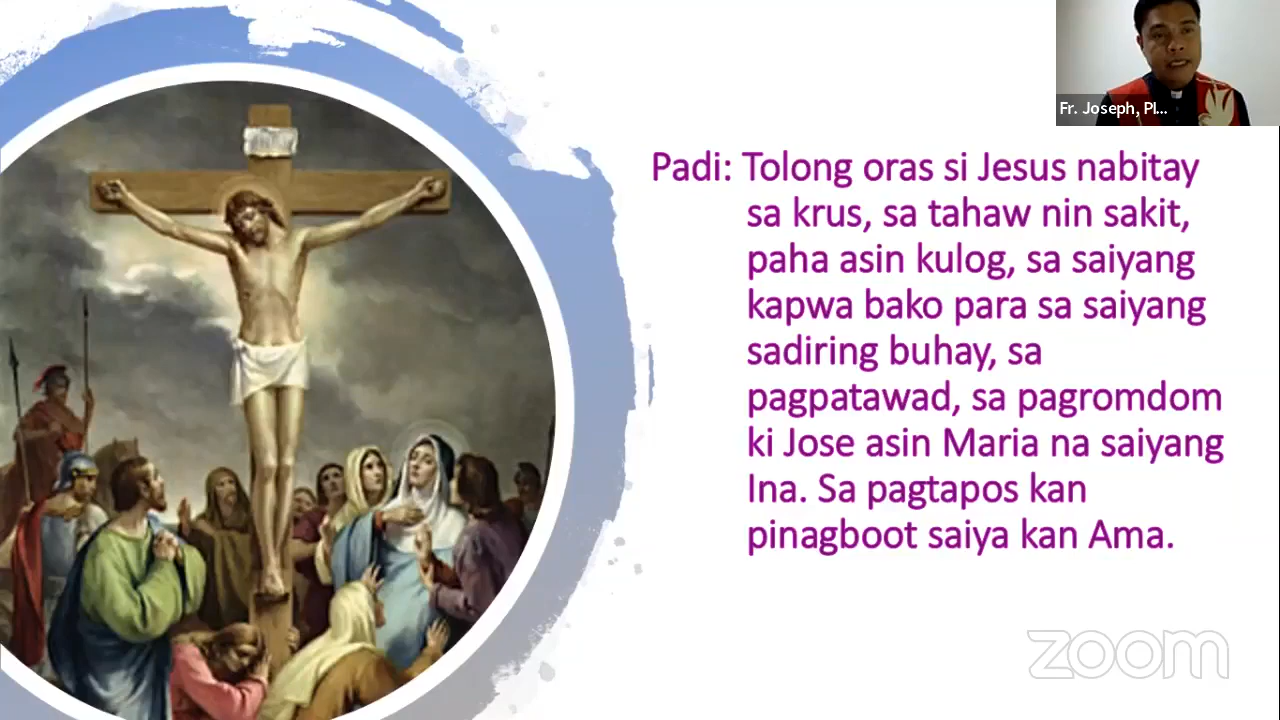 Fr. Joseph, Pl...
Padi: Tolong oras si Jesus nabitay
sa krus, sa tahaw nin sakit,
paha asin kulog, sa saiyang
kapwa bako para sa saiyang
sadiring buhay, sa
pagpatawad, sa pagromdom
ki Jose asin Maria na saiyang
Ina. Sa pagtapos kan
pinagboot saiya kan Ama.
zoom